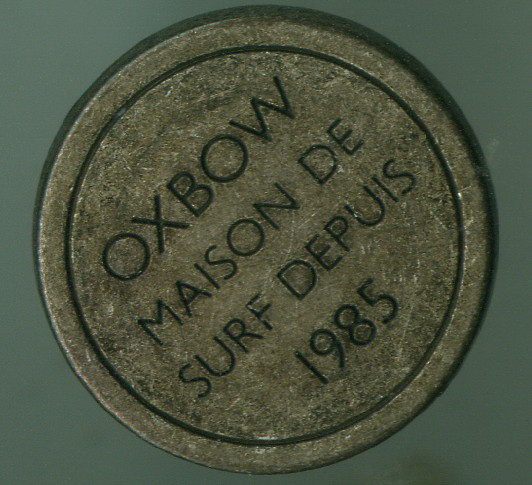 OXBOW
MAISON DE
SURF DEPUIS
1985